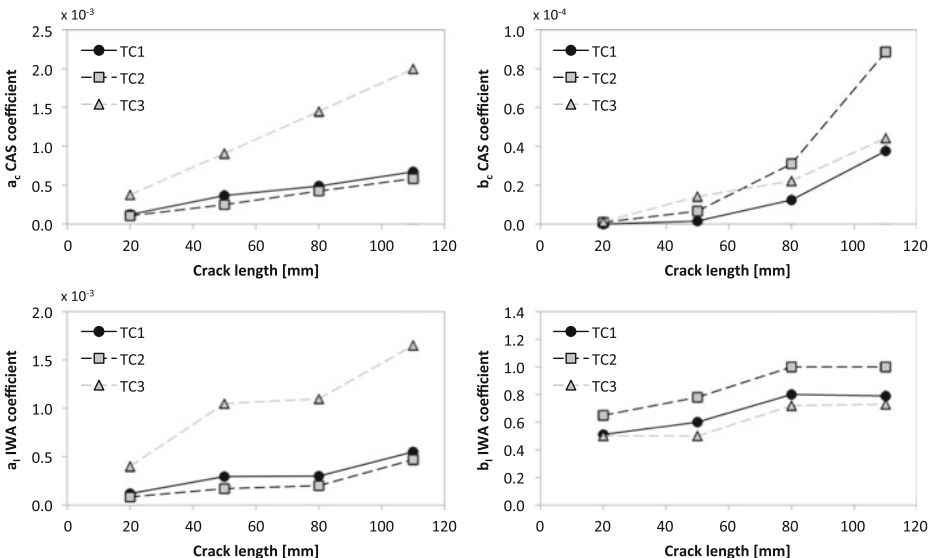 x 10-3
2.5
2.0
1.5
1.0
0.5
0.0
ac CAS coefficient
TC1
TC2
TC3
0 20 40 60 80 100 120
Crack length [mm]
x 10-4
1.0
0.8
0.6
0.4
0.2
0.0
bc CAS coefficient
TC1
TC2
TC3
0 20 40 60 80 100 120
Crack length [mm]
x 10-3
2.0
1.5
1.0
0.5
0.0
aI IWA coefficient
TC1
TC2
TC3
0 20 40 60 80 100 120
Crack length [mm]
1.4
1.2
1.0
0.8
0.6
0.4
0.2
0.0
bI IWA coefficient
TC1
TC2
TC3
0 20 40 60 80 100 120
Crack length [mm]